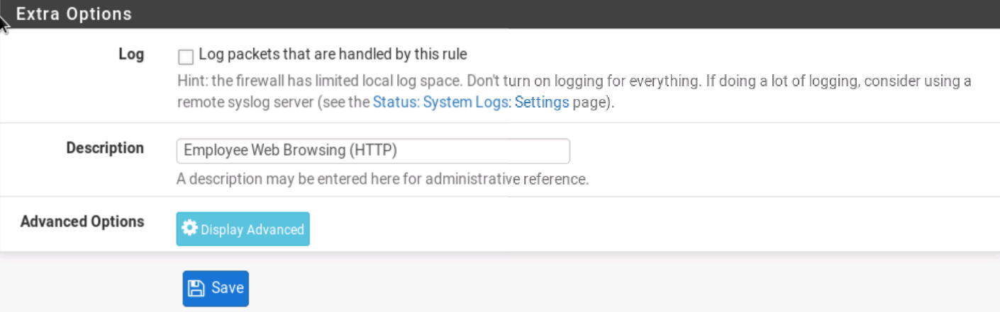 Extra Options
Log
Log packets that are handled by this rule
Hint: the firewall has limited local log space. Don't turn on logging for everything. If doing a lot of logging, consider using a
remote syslog server (see the Status: System Logs: Settings page).
Description
Employee Web Browsing (HTTP)
A description may be entered here for administrative reference.
Advanced Options
Display Advanced
Save